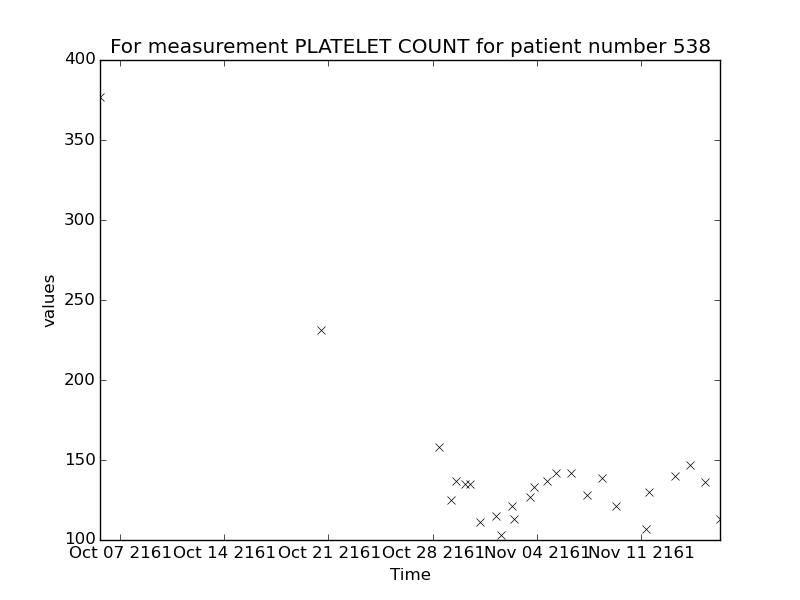 For measurement PLATELET COUNT for patient number 538
400
350
300
250
200
150
100
values
Oct 07 2161 Oct 14 2161 Oct 21 2161 Oct 28 2161 Nov 04 2161 Nov 11 2161
Time